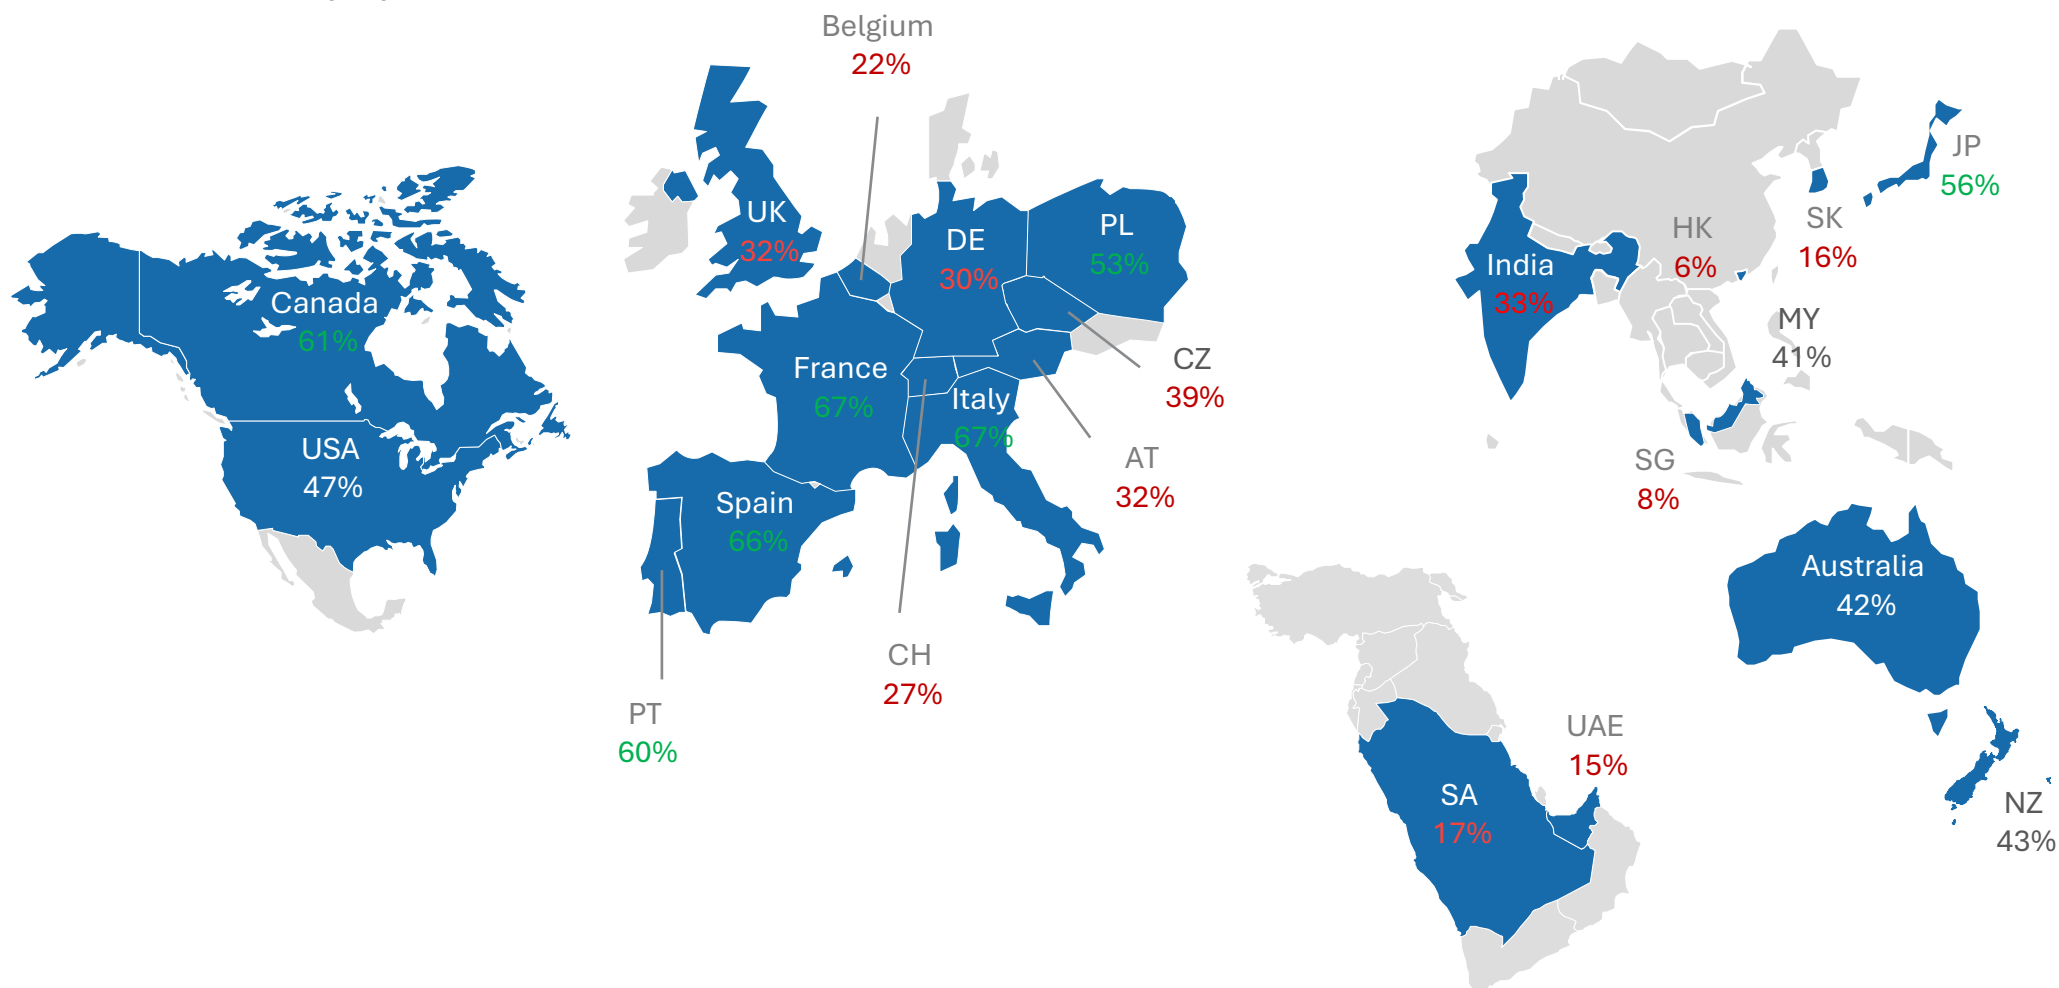 Belgium
22%
UK
32%
DE
30%
PL
53%
Canada
61%
USA
47%
France
67%
Italy
67%
CZ
39%
AT
32%
Spain
66%
CH
27%
PT
60%
JP
56%
HK
6%
SK
16%
India
33%
MY
41%
SG
8%
Australia
42%
UAE
15%
SA
17%
NZ
43%